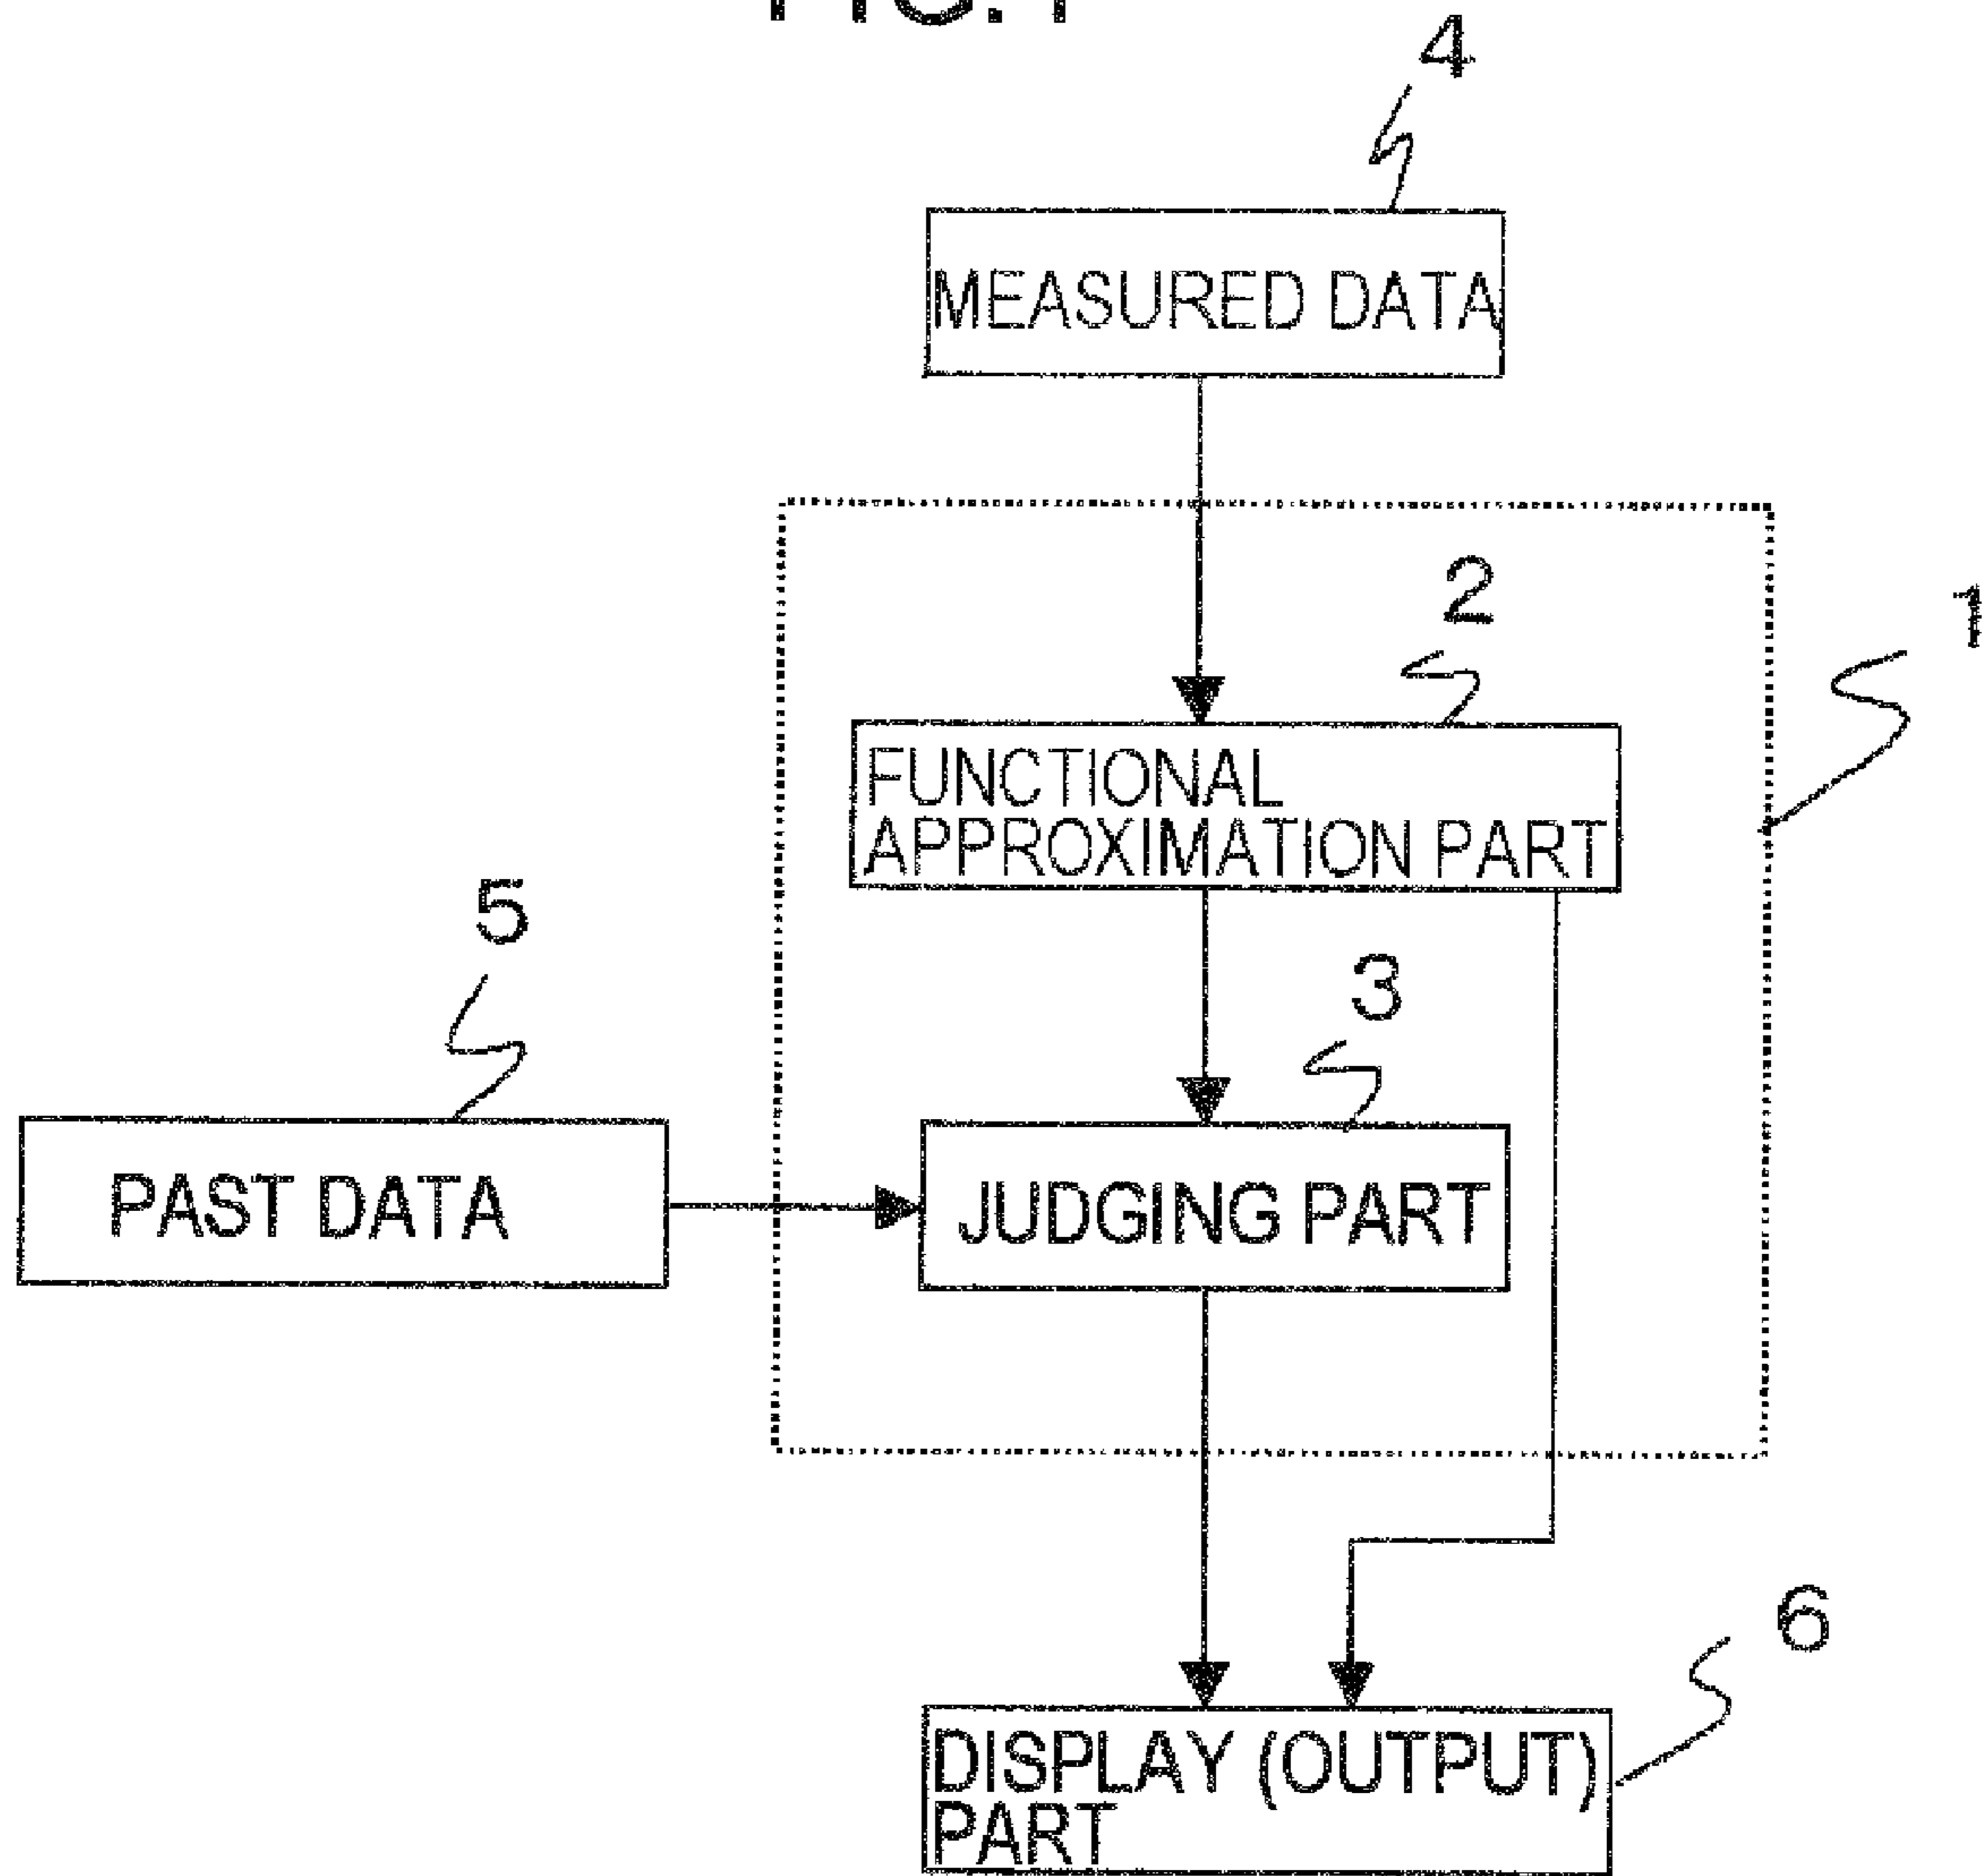 4
MEASURED DATA
2
1
FUNCTIONAL
APPROXIMATION PART
5
3
PAST DATA
JUDGING PART
6
DISPLAY (OUTPUT)
PART